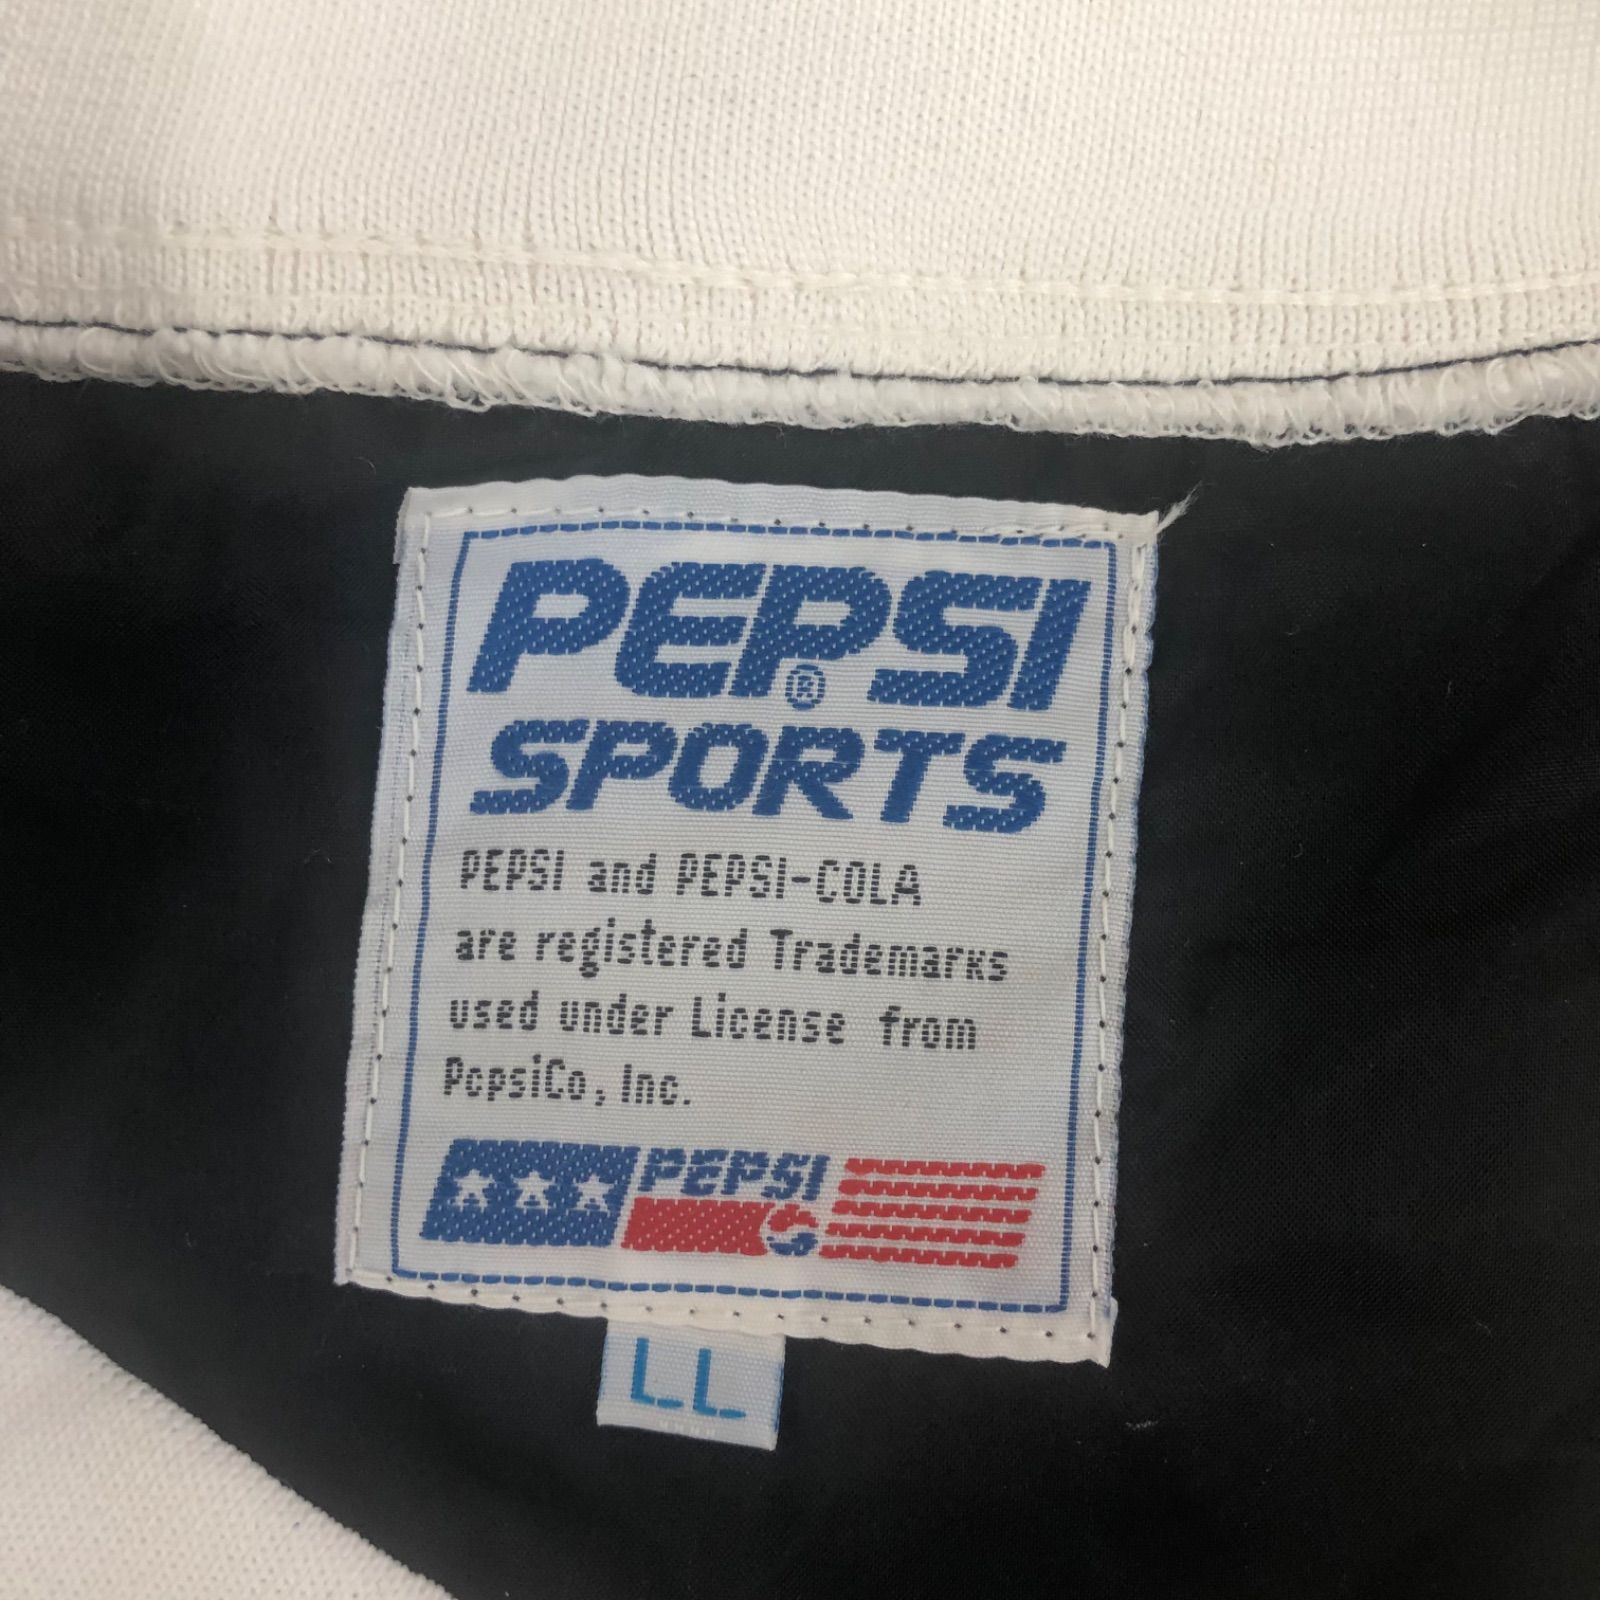 PEPSI®
SPORTS
PEPSI and PEPSI-COLA
are registered Trademarks
used under License from
PepsiCo, Inc.
PEPSI
LL